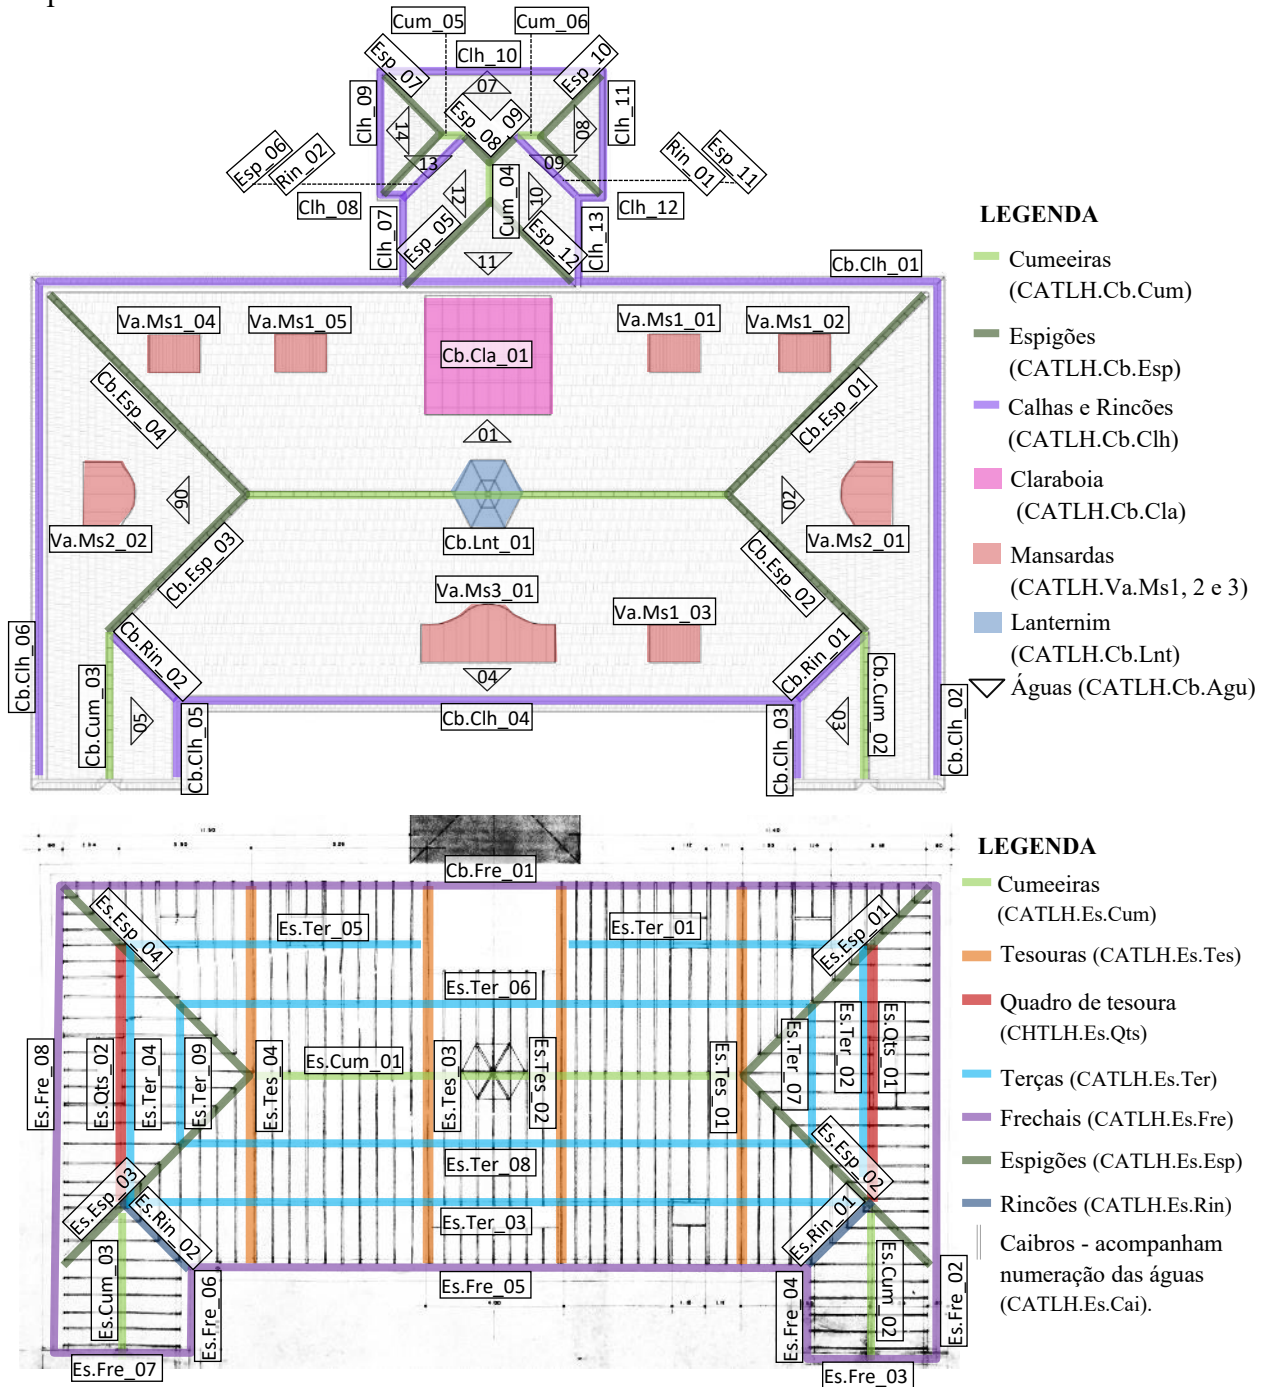 Cum_05
Cum_06
Clh_10
Esp_07
Esp_10
07
Clh_09
Clh_11
Esp_08
09
14
08
13
09
Esp_06
Rin_02
Rin_01
Esp_11
12
10
Cum_04
Clh_08
Clh_12
Clh_07
Esp_05
Esp_12
Clh_13
11
Cb.Clh_01
Va.Ms1_04
Va.Ms1_05
Va.Ms1_01
Va.Ms1_02
Cb.Cla_01
Cb.Esp_04
Cb.Esp_01
01
06
02
Va.Ms2_02
Cb.Lnt_01
Va.Ms2_01
Cb.Esp_03
Cb.Esp_02
Va.Ms3_01
Va.Ms1_03
Cb.Clh_06
Cb.Rin_02
Cb.Rin_01
Cb.Cum_03
04
Cb.Cum_02
Cb.Clh_02
05
03
Cb.Clh_05
Cb.Clh_04
Cb.Clh_03
LEGENDA
Cumeeiras
(CATLH.Cb.Cum)
Espigões
(CATLH.Cb.Esp)
Calhas e Rincões
(CATLH.Cb.Clh)
Claraboia
(CATLH.Cb.Cla)
Mansardas
(CATLH.Va.Ms1, 2 e 3)
Lanternim
(CATLH.Cb.Lnt)
Águas (CATLH.Cb.Agu)
Cb.Fre_01
Es.Esp_04
Es.Ter_05
Es.Ter_01
Es.Esp_01
Es.Ter_06
Es.Fre_08
Es.Qts_02
Es.Ter_04
Es.Ter_09
Es.Tes_04
Es.Cum_01
Es.Tes_03
Es.Tes_02
Es.Tes_01
Es.Ter_07
Es.Ter_02
Es.Qts_01
Es.Ter_08
Es.Esp_03
Es.Esp_02
Es.Rin_02
Es.Ter_03
Es.Rin_01
Es.Cum_03
Es.Fre_06
Es.Fre_05
Es.Fre_04
Es.Cum_02
Es.Fre_02
Es.Fre_07
Es.Fre_03
LEGENDA
Cumeeiras
(CATLH.Es.Cum)
Tesouras (CATLH.Es.Tes)
Quadro de tesoura
(CHTLH.Es.Qts)
Terças (CATLH.Es.Ter)
Frechais (CATLH.Es.Fre)
Espigões (CATLH.Es.Esp)
Rincões (CATLH.Es.Rin)
Caibros - acompanham
numeração das águas
(CATLH.Es.Cai).